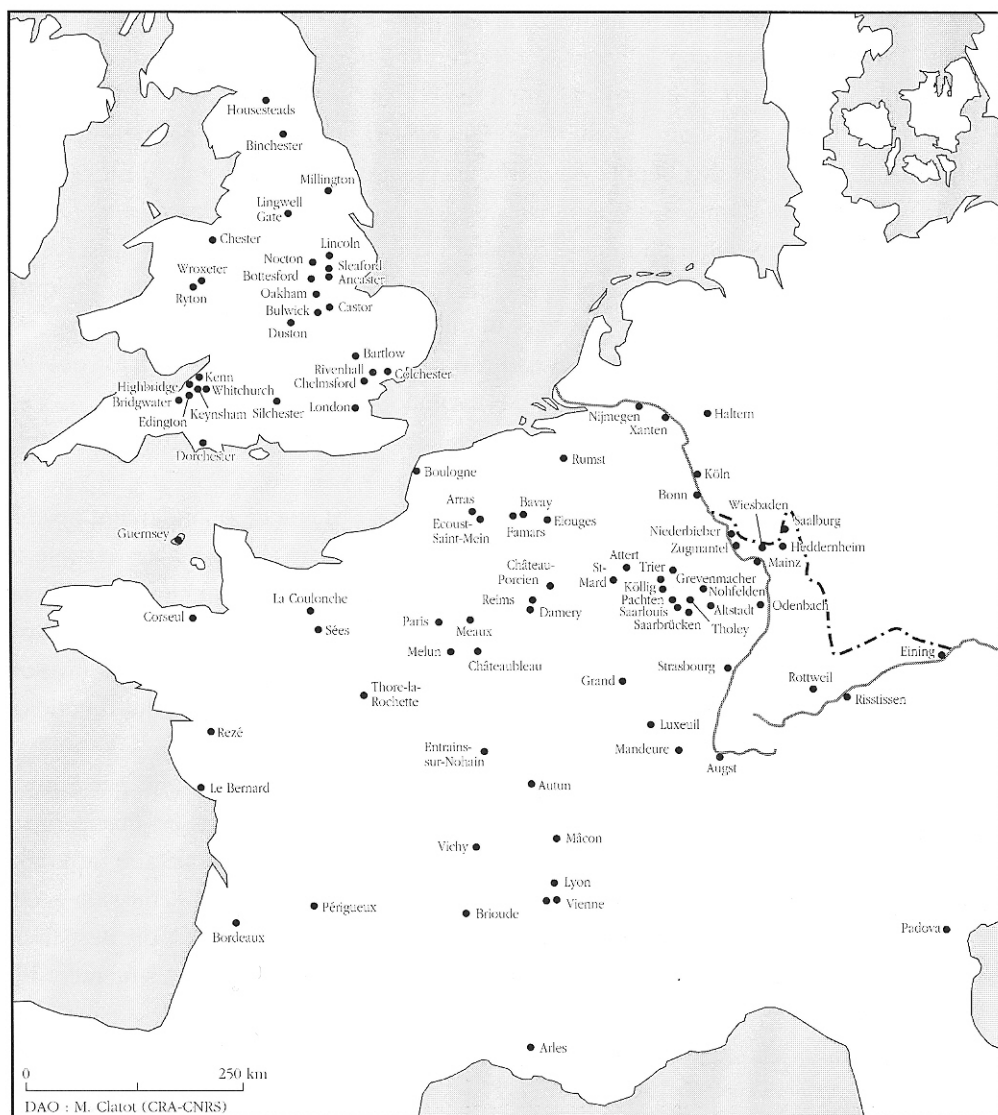 Housesteads
Binchester
Millington
Lingwell
Gate
Chester
Lincoln
Nocton
Sleaford
Wroxeter
Bottesford
Ancaster
Ryton
Oakham
Bulwick
Castor
Duston
Bartlow
Rivenhall
Colchester
Chelmsford
Kenn
Highbridge
Whitchurch
Bridgwater
Silchester
London
Edington
Keynsham
Dorchester
Nijmegen
Xanten
Haltern
Boulogne
Rumst
Köln
Bonn
Arras
Bavay
Wiesbaden
Ecoust-
Saint-Mein
Famars
Elouges
Niederbieber
Saalburg
Guernsey
Zugmantel
Heddernheim
Attert
Mainz
Château-
Porcien
St-
Mard
Trier
Grevenmacher
Köllig
Nohfelden
La Coulonche
Reims
Pachten
Damery
Saarlouis
Altstadt
Odenbach
Corseul
Sées
Paris
Meaux
Saarbrücken
Tholey
Melun
Châteaubleau
Strasbourg
Eining
Grand
Rottweil
Thore-la-
Rochette
Risstissen
Luxeuil
Rezé
Entrains-
sur-Nohain
Mandeure
Augst
Le Bernard
Autun
Vichy
Mâcon
Lyon
Périgueux
Brioude
Vienne
Bordeaux
Padova
Arles
0 250 km
DAO : M. Clatot (CRA-CNRS)